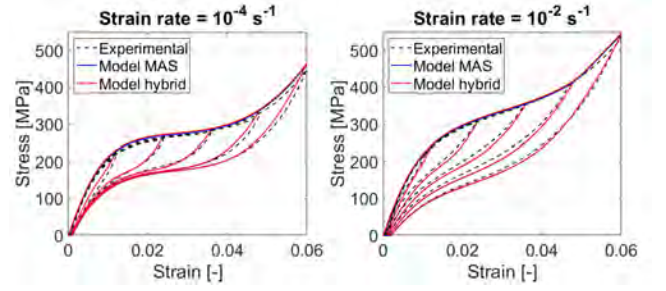 Strain rate = 10⁻⁴ s⁻¹
500
400
300
200
100
0
Stress [MPa]
Experimental
Model MAS
Model hybrid
0
0.02
0.04
0.06
Strain [-]
Strain rate = 10⁻² s⁻¹
500
400
300
200
100
0
Stress [MPa]
Experimental
Model MAS
Model hybrid
0
0.02
0.04
0.06
Strain [-]